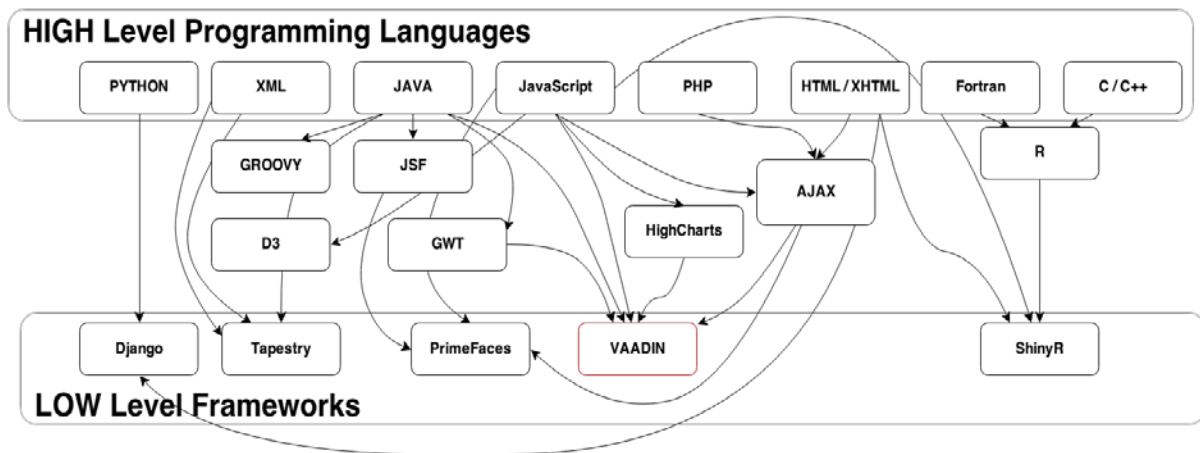 HIGH Level Programming Languages
PYTHON
XML
JAVA
JavaScript
PHP
HTML / XHTML
Fortran
C / C++
GROOVY
JSF
R
AJAX
HighCharts
D3
GWT
Django
Tapestry
PrimeFaces
VAADIN
ShinyR
LOW Level Frameworks